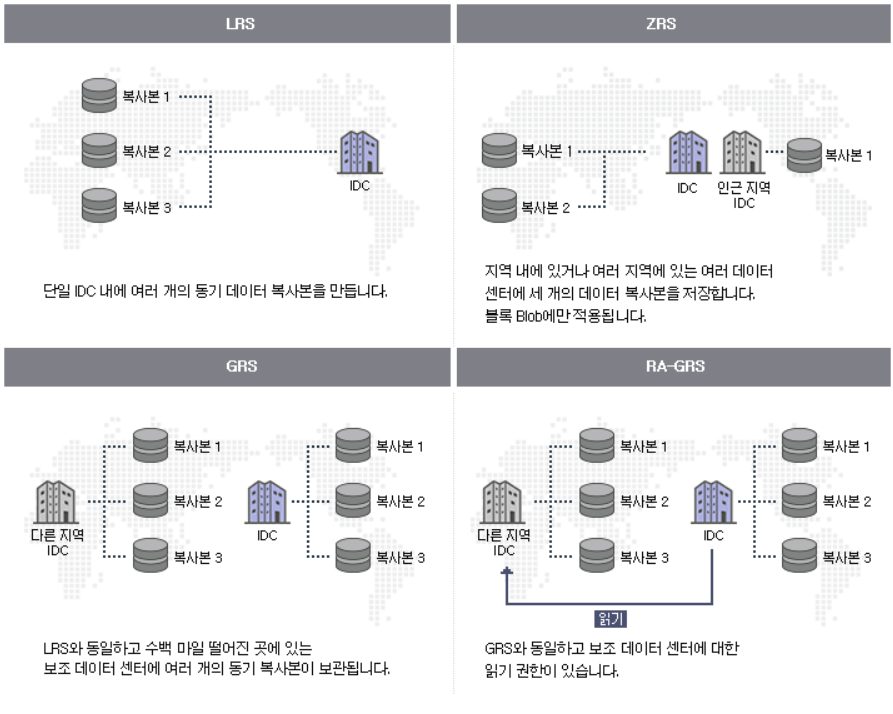 LRS
복사본 1
복사본 2
복사본 3
IDC
단일 IDC 내에 여러 개의 동기 데이터 복사본을 만듭니다.
ZRS
복사본 1
복사본 2
IDC
인근 지역
IDC
복사본 1
지역 내에 있거나 여러 지역에 있는 여러 데이터
센터에 세 개의 데이터 복사본을 저장합니다.
블록 Blob에만 적용됩니다.
GRS
다른 지역
IDC
복사본 1
복사본 2
복사본 3
IDC
복사본 1
복사본 2
복사본 3
LRS와 동일하고 수백 마일 떨어진 곳에 있는
보조 데이터 센터에 여러 개의 동기 복사본이 보관됩니다.
RA-GRS
다른 지역
IDC
복사본 1
복사본 2
복사본 3
IDC
복사본 1
복사본 2
복사본 3
읽기
GRS와 동일하고 보조 데이터 센터에 대한
읽기 권한이 있습니다.